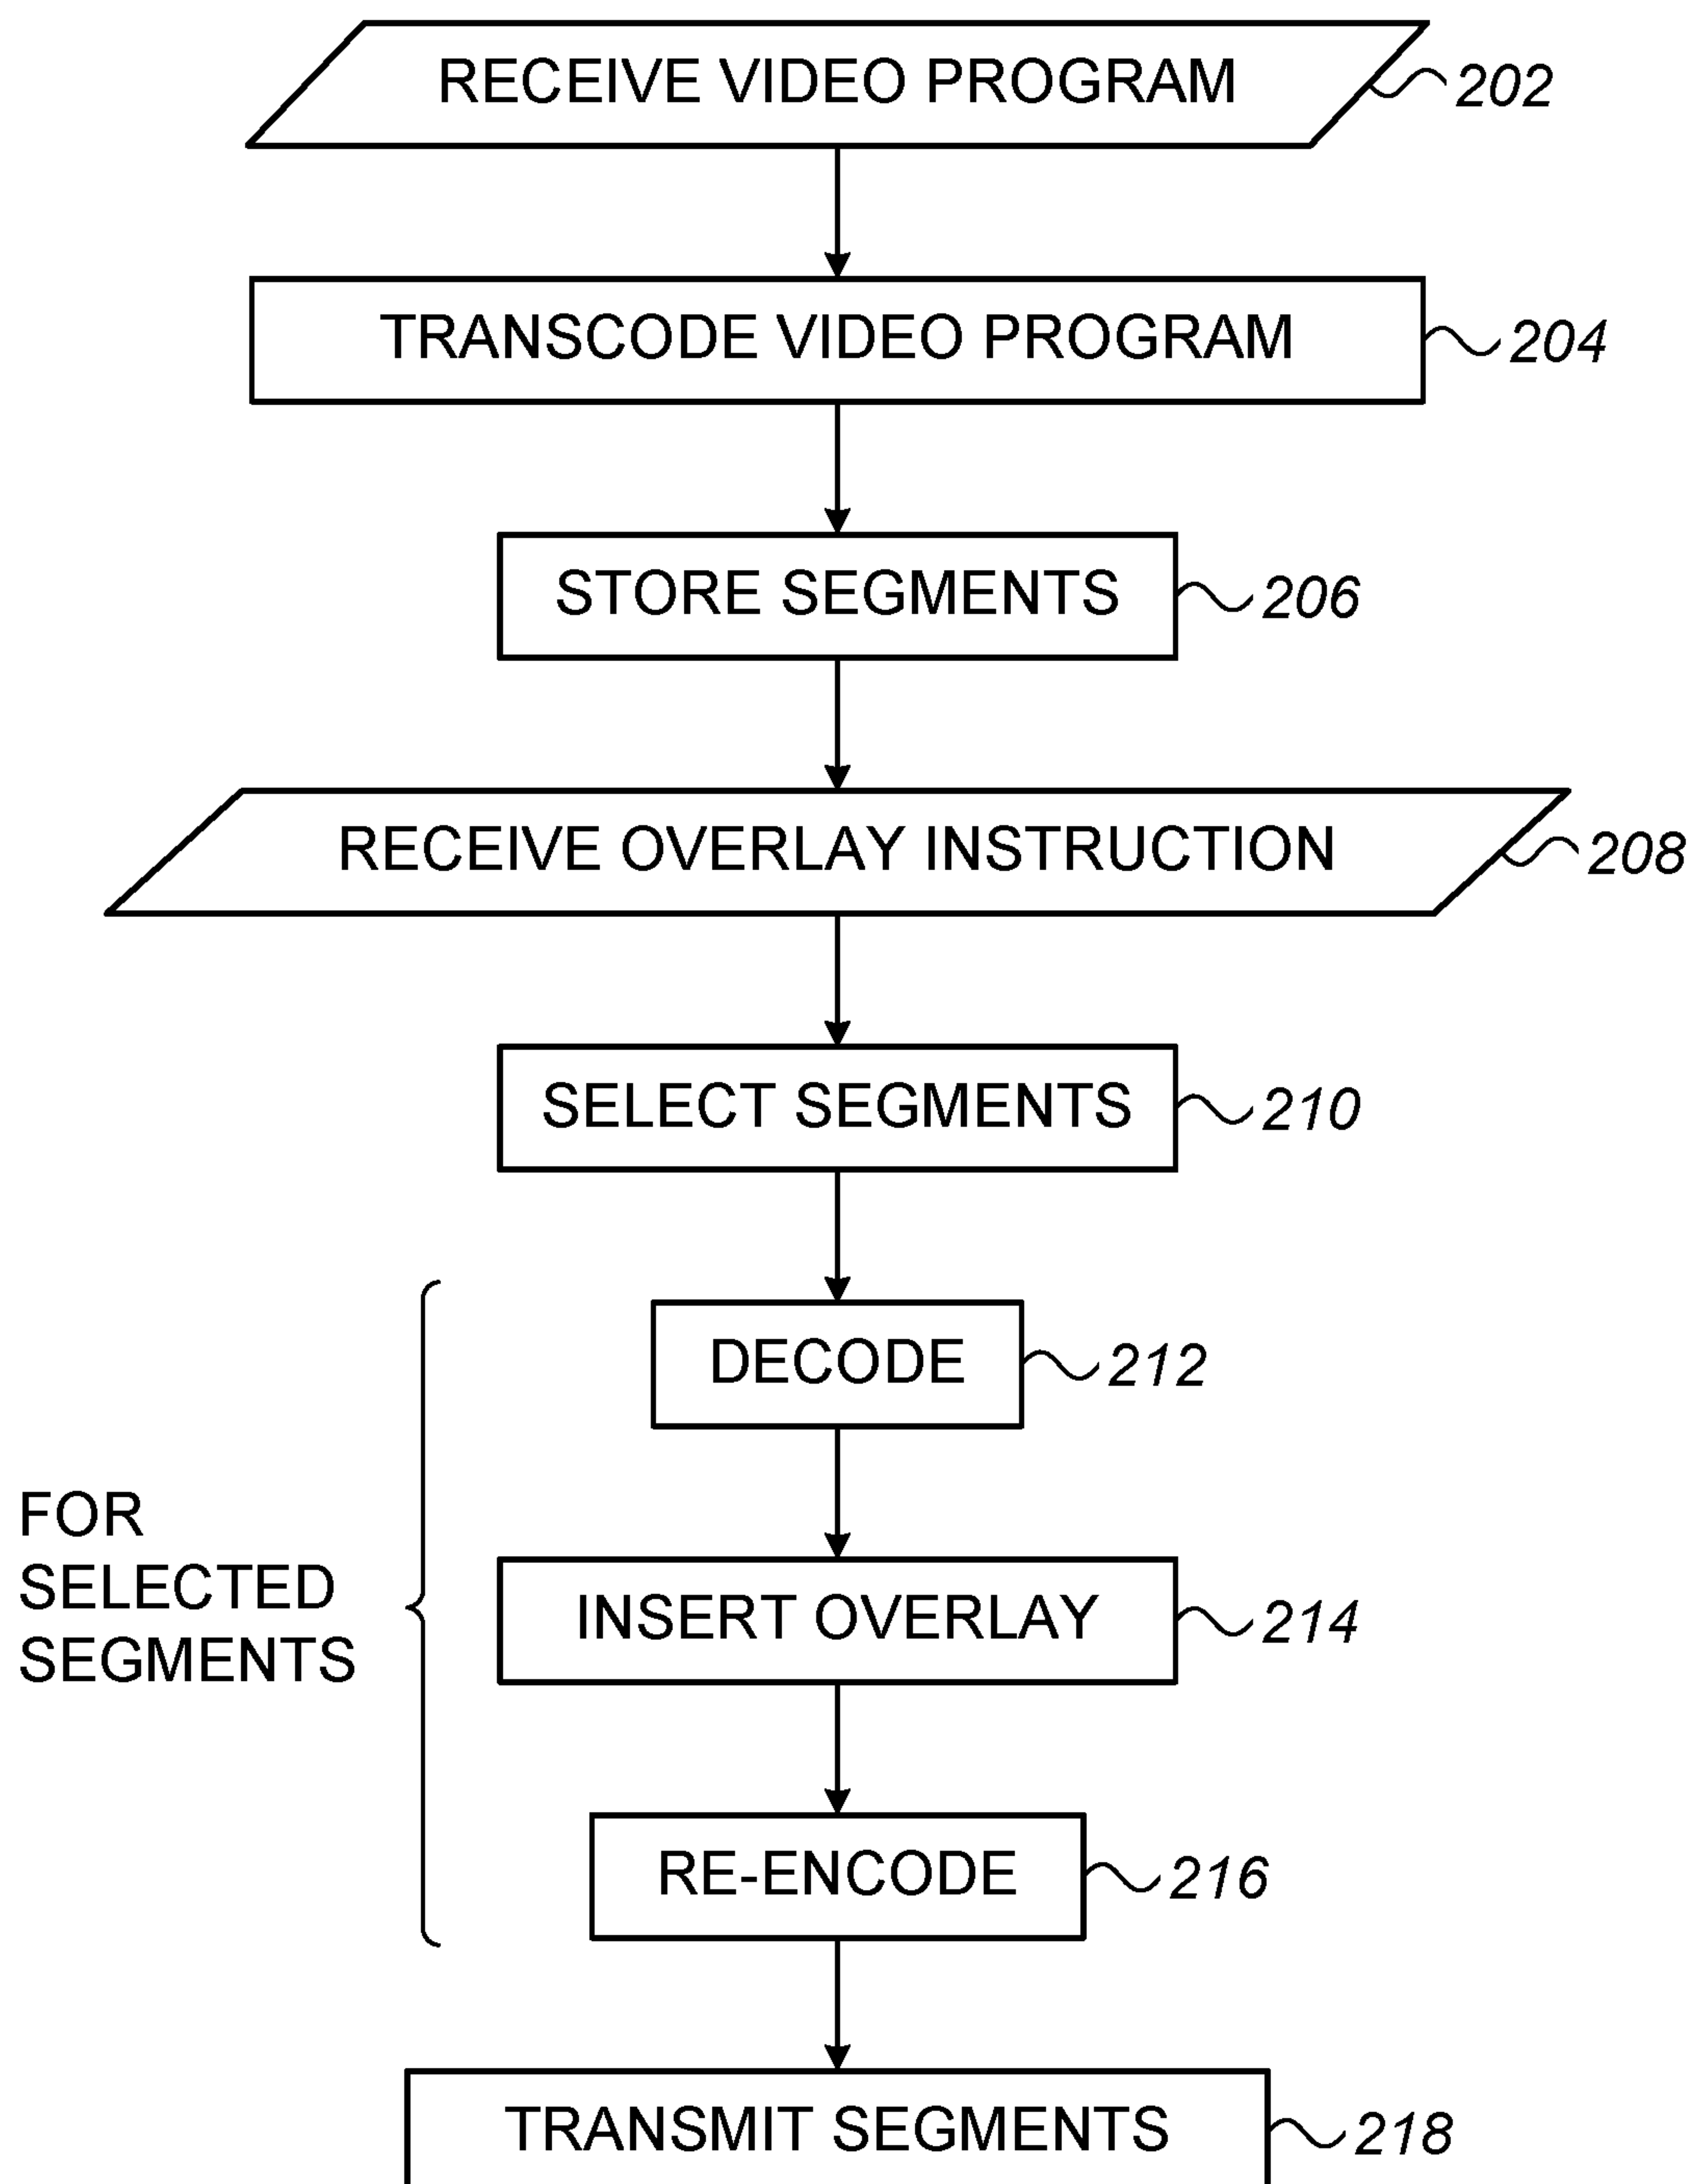 RECEIVE VIDEO PROGRAM 202
TRANSCODE VIDEO PROGRAM 204
STORE SEGMENTS 206
RECEIVE OVERLAY INSTRUCTION 208
SELECT SEGMENTS 210
DECODE 212
FOR
SELECTED
SEGMENTS
INSERT OVERLAY 214
RE-ENCODE 216
TRANSMIT SEGMENTS 218